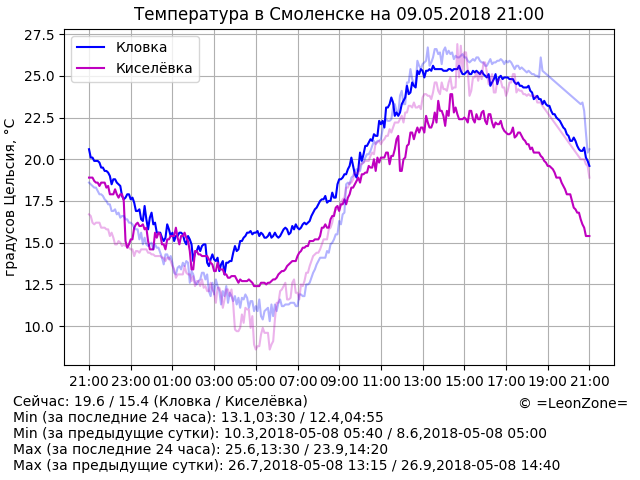 Температура в Смоленске на 09.05.2018 21:00
Кловка
Киселёвка
градусов Цельсия, °C
27.5
25.0
22.5
20.0
17.5
15.0
12.5
10.0
21:00 23:00 01:00 03:00 05:00 07:00 09:00 11:00 13:00 15:00 17:00 19:00 21:00
Сейчас: 19.6 / 15.4 (Кловка / Киселёвка)
© =LeonZone=
Min (за последние 24 часа): 13.1,03:30 / 12.4,04:55
Min (за предыдущие сутки): 10.3,2018-05-08 05:40 / 8.6,2018-05-08 05:00
Max (за последние 24 часа): 25.6,13:30 / 23.9,14:20
Max (за предыдущие сутки): 26.7,2018-05-08 13:15 / 26.9,2018-05-08 14:40